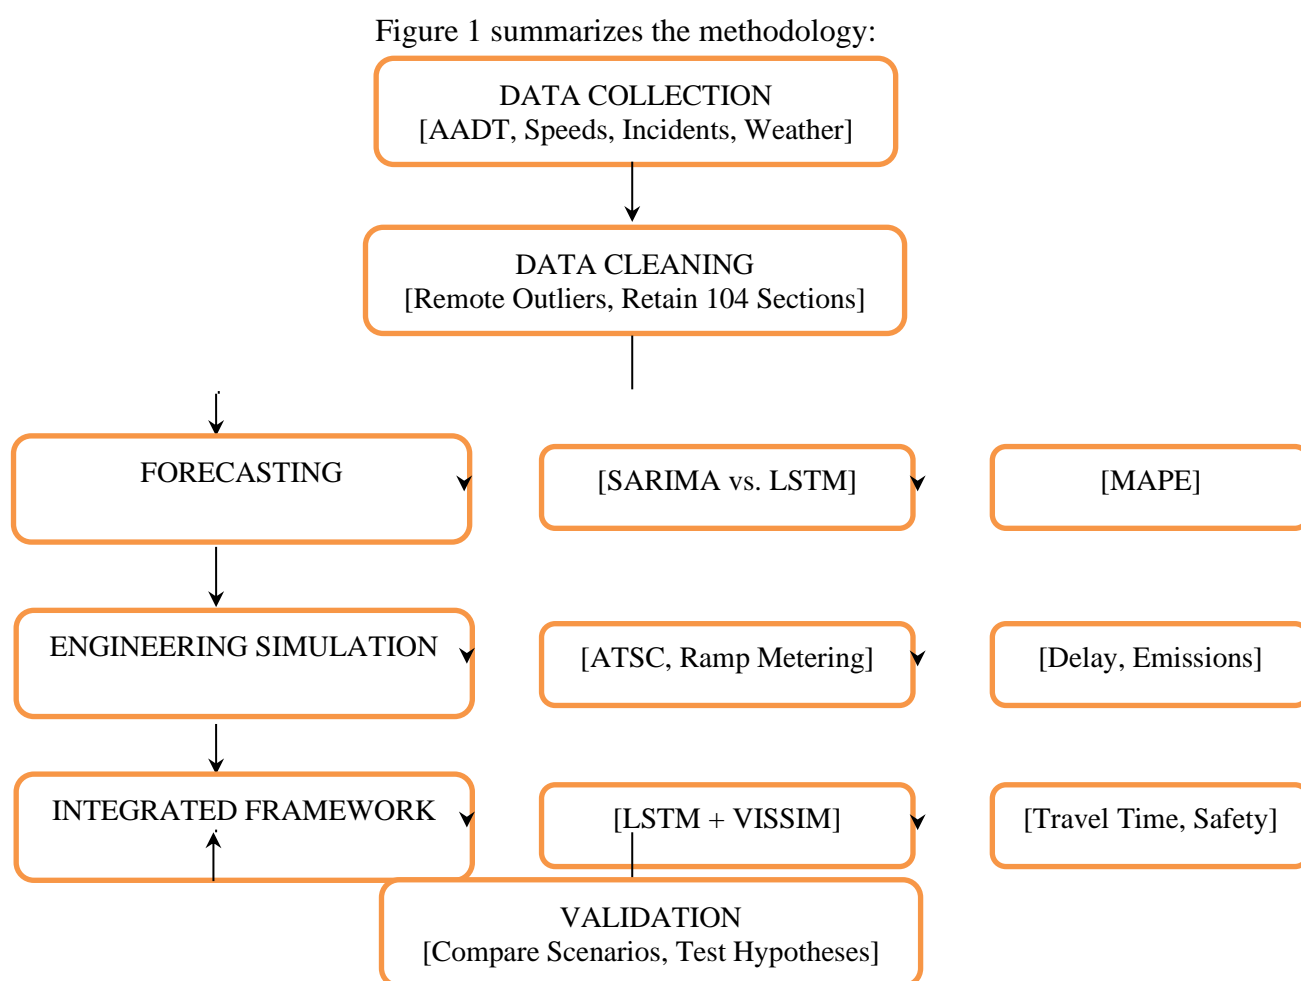 Figure 1 summarizes the methodology:
DATA COLLECTION
[AADT, Speeds, Incidents, Weather]
DATA CLEANING
[Remote Outliers, Retain 104 Sections]
FORECASTING
[SARIMA vs. LSTM]
[MAPE]
ENGINEERING SIMULATION
[ATSC, Ramp Metering]
[Delay, Emissions]
INTEGRATED FRAMEWORK
[LSTM + VISSIM]
[Travel Time, Safety]
VALIDATION
[Compare Scenarios, Test Hypotheses]